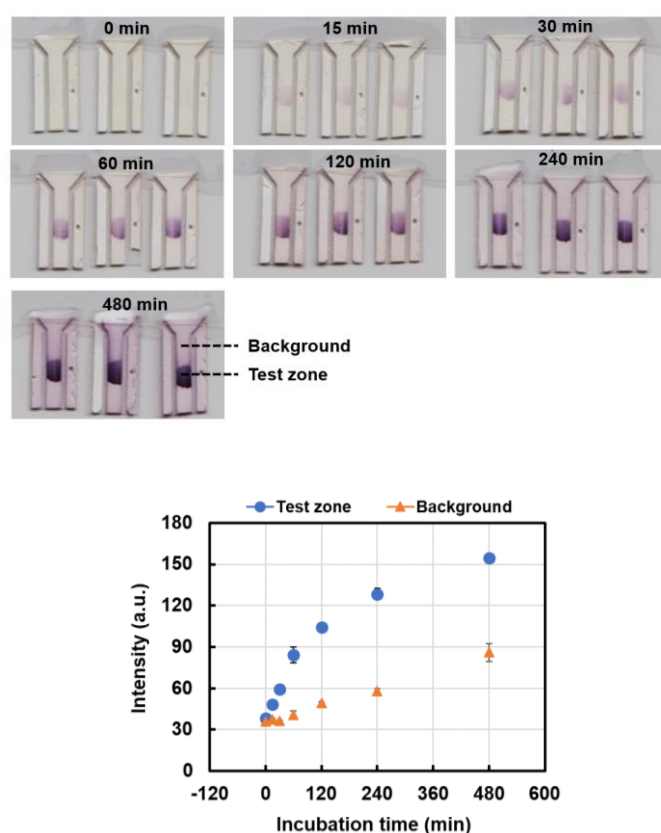 0 min
15 min
30 min
60 min
120 min
240 min
480 min
Background
Test zone
Test zone
Background
180
150
120
90
60
30
0
Intensity (a.u.)
-120 0 120 240 360 480 600
Incubation time (min)